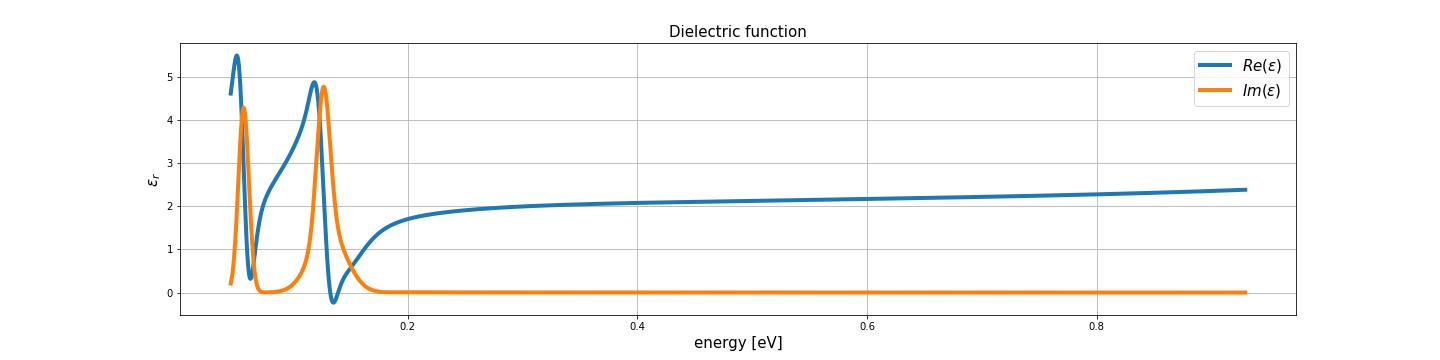 Dielectric function
Re(ε)
Im(ε)
5
4
3
2
1
0
εr
0.2
0.4
0.6
0.8
energy [eV]